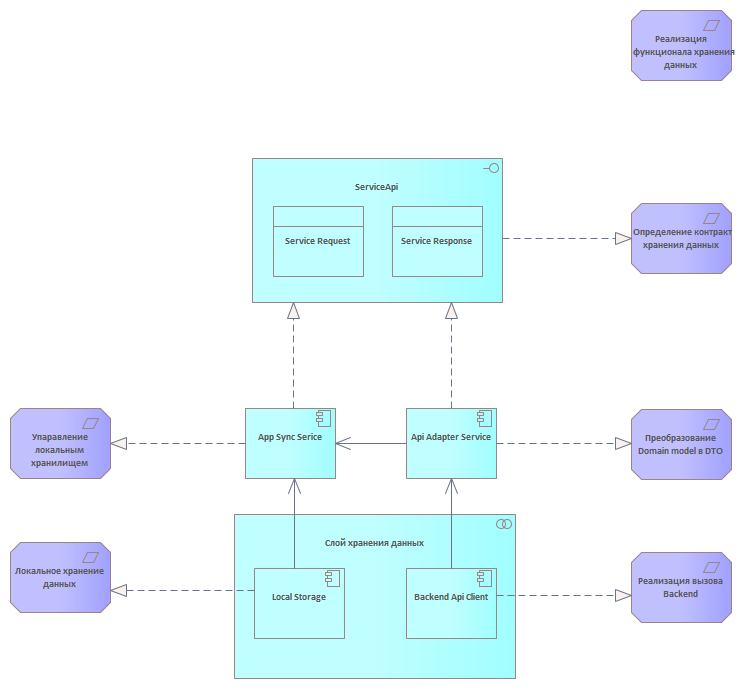 Реализация
функционала хранения
данных
ServiceApi
Service Request
Service Response
Определение контракт
хранения данных
Упаравление
локальным
хранилищем
App Sync Serice
Api Adapter Service
Преобразование
Domain model в DTO
Слой хранения данных
Локальное хранение
данных
Local Storage
Backend Api Client
Реализация вызова
Backend